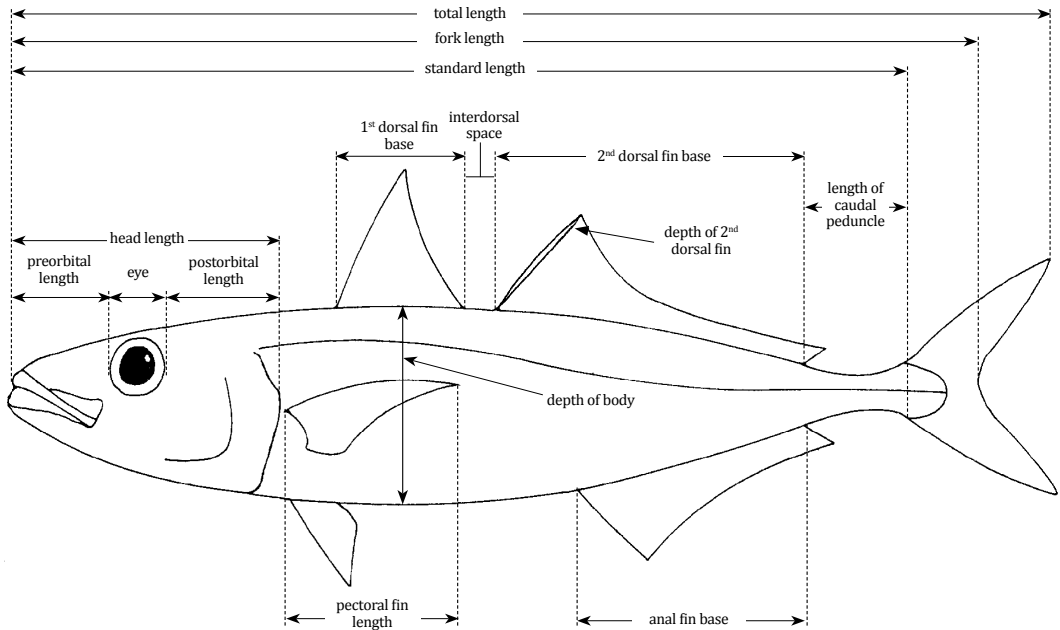 total length
fork length
standard length
interdorsal
space
1st dorsal fin
base
2nd dorsal fin base
length of
caudal
peduncle
depth of 2nd
dorsal fin
head length
preorbital
length
eye
postorbital
length
depth of body
pectoral fin
length
anal fin base